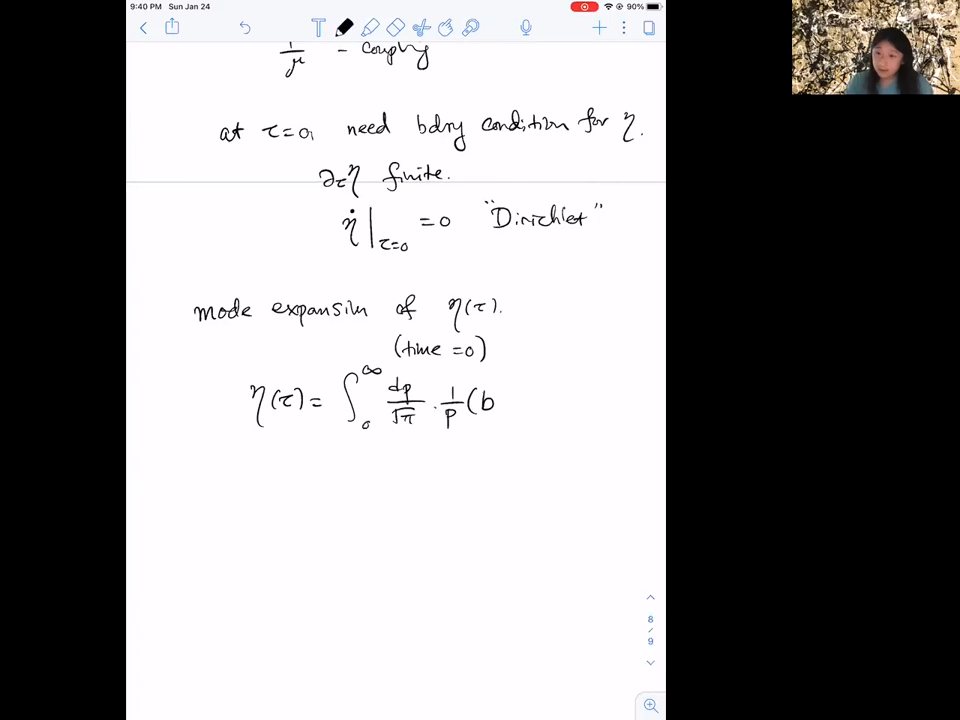 9:40 PM Sun Jan 24
90%
1/μ - coupling
at τ=0, need bdry condition for η.
∂τη finite.
η̇|τ=0 = 0 "Dirichlet"
mode expansion of η(τ).
(time = 0)
η(τ) = ∫₀^∞ dp/√π · 1/p (b
8
/
9